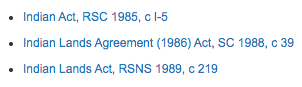 Indian Act, RSC 1985, c I-5
Indian Lands Agreement (1986) Act, SC 1988, c 39
Indian Lands Act, RSNS 1989, c 219